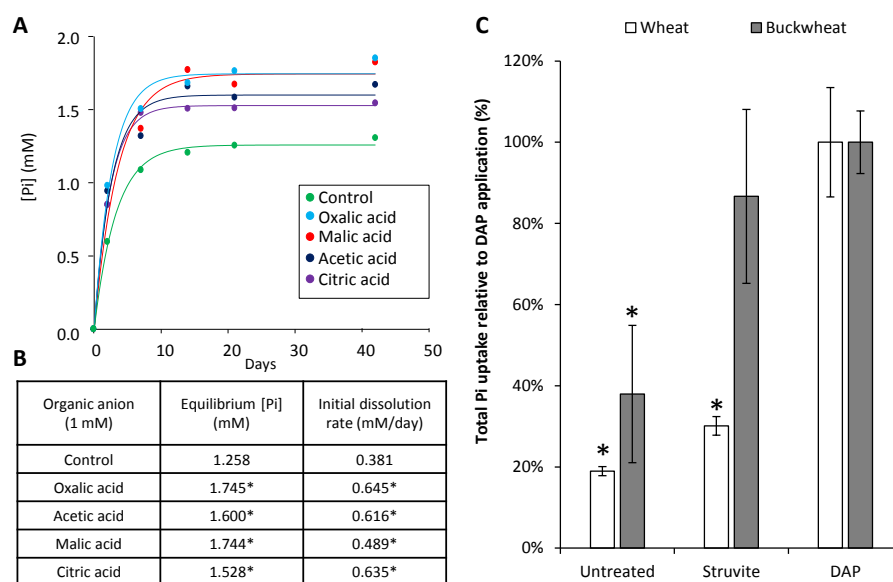 A
2.0
1.5
1.0
0.5
0.0
[Pi] (mM)
0
10
20
30
40
50
Days
Control
Oxalic acid
Malic acid
Acetic acid
Citric acid
B
Organic anion (1 mM) Equilibrium [Pi] (mM) Initial dissolution rate (mM/day)
Control 1.258 0.381
Oxalic acid 1.745* 0.645*
Acetic acid 1.600* 0.616*
Malic acid 1.744* 0.489*
Citric acid 1.528* 0.635*
C
Wheat Buckwheat
Total Pi uptake relative to DAP application (%)
120%
100%
80%
60%
40%
20%
0%
*
*
*
Untreated Struvite DAP